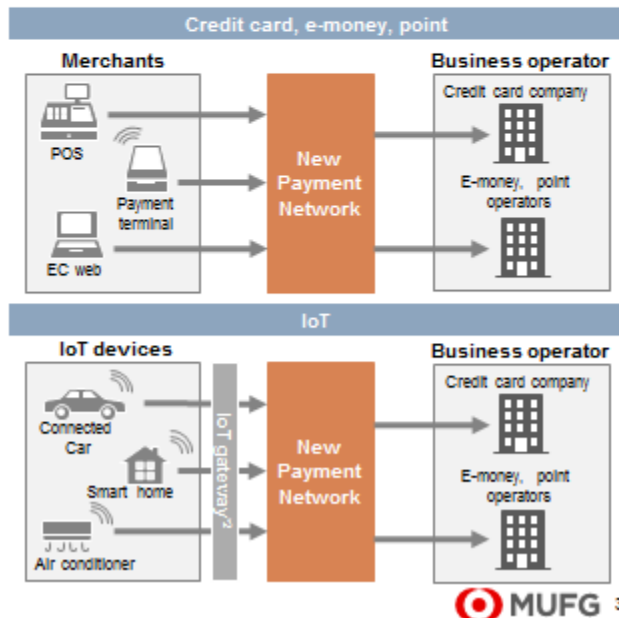 Credit card, e-money, point
Merchants
Business operator
POS
Payment
terminal
EC web
New
Payment
Network
Credit card company
E-money, point
operators
IoT
IoT devices
Business operator
Connected
Car
Smart home
Air conditioner
IoT gateway²
New
Payment
Network
Credit card company
E-money, point
operators
MUFG 3